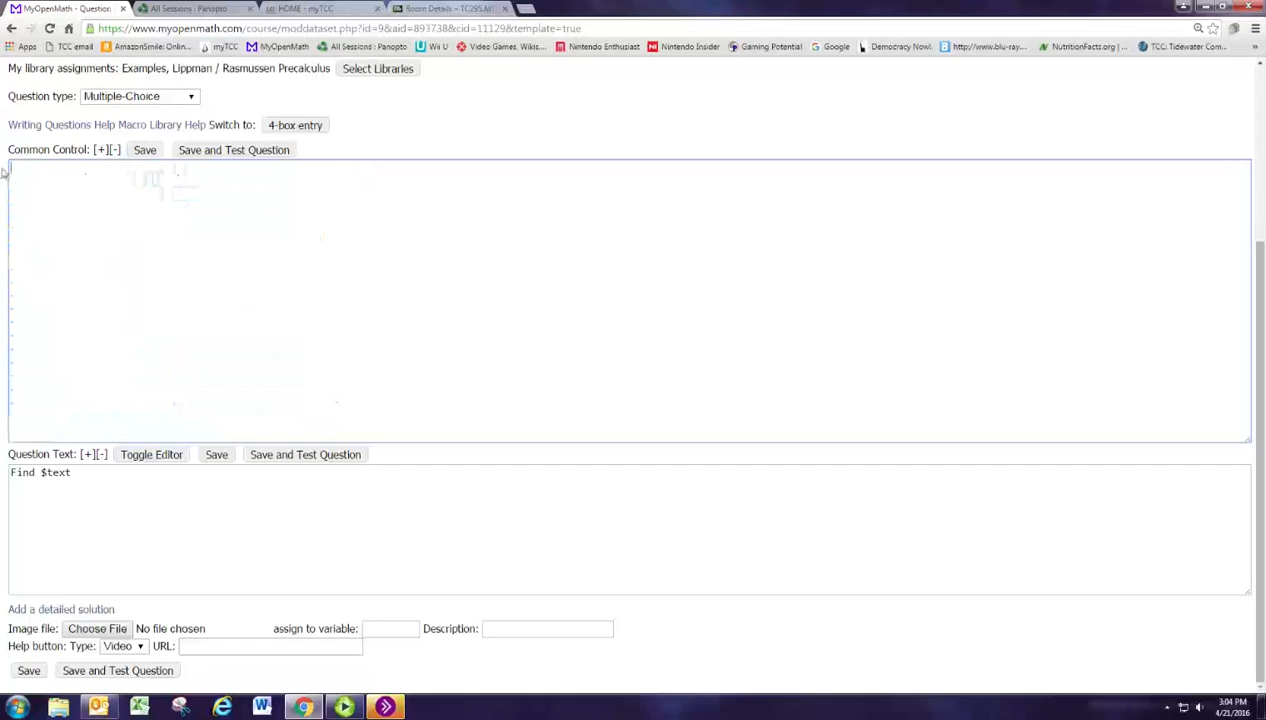 MyOpenMath - Question
All Sessions : Panopto
HOME - myTCC
Room Details -- TC295.NI
https://www.myopenmath.com/course/moddataset.php?id=9&aid=893738&cid=11129&template=true
Apps
TCC email
AmazonSmile: Onlin...
myTCC
MyOpenMath
All Sessions : Panopto
Wii U
Video Games, Wikis,...
Nintendo Enthusiast
Nintendo Insider
Gaming Potential
Google
Democracy Now!
http://www.blu-ray...
NutritionFacts.org |...
TCC: Tidewater Com...
My library assignments: Examples, Lippman / Rasmussen Precalculus Select Libraries
Question type: Multiple-Choice
Writing Questions Help Macro Library Help Switch to: 4-box entry
Common Control: [+][-] Save Save and Test Question
Question Text: [+][-] Toggle Editor Save Save and Test Question
Find $text
Add a detailed solution
Image file: Choose File No file chosen assign to variable: Description:
Help button: Type: Video URL:
Save Save and Test Question
3:04 PM
4/21/2016